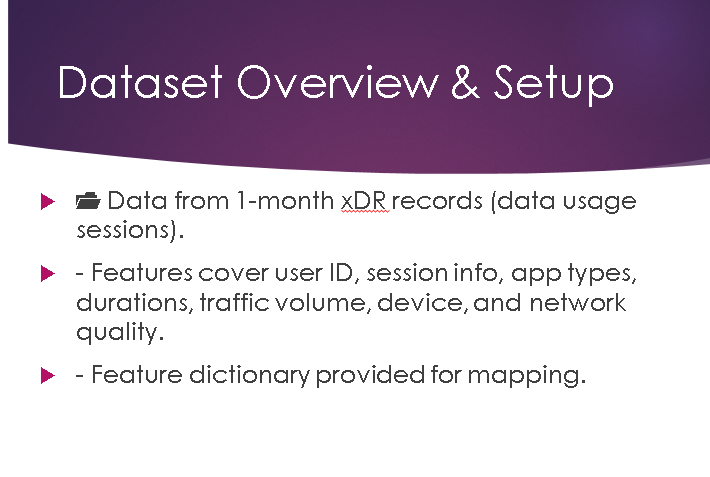 Dataset Overview & Setup
📂 Data from 1-month xDR records (data usage
sessions).
- Features cover user ID, session info, app types,
durations, traffic volume, device, and network
quality.
- Feature dictionary provided for mapping.